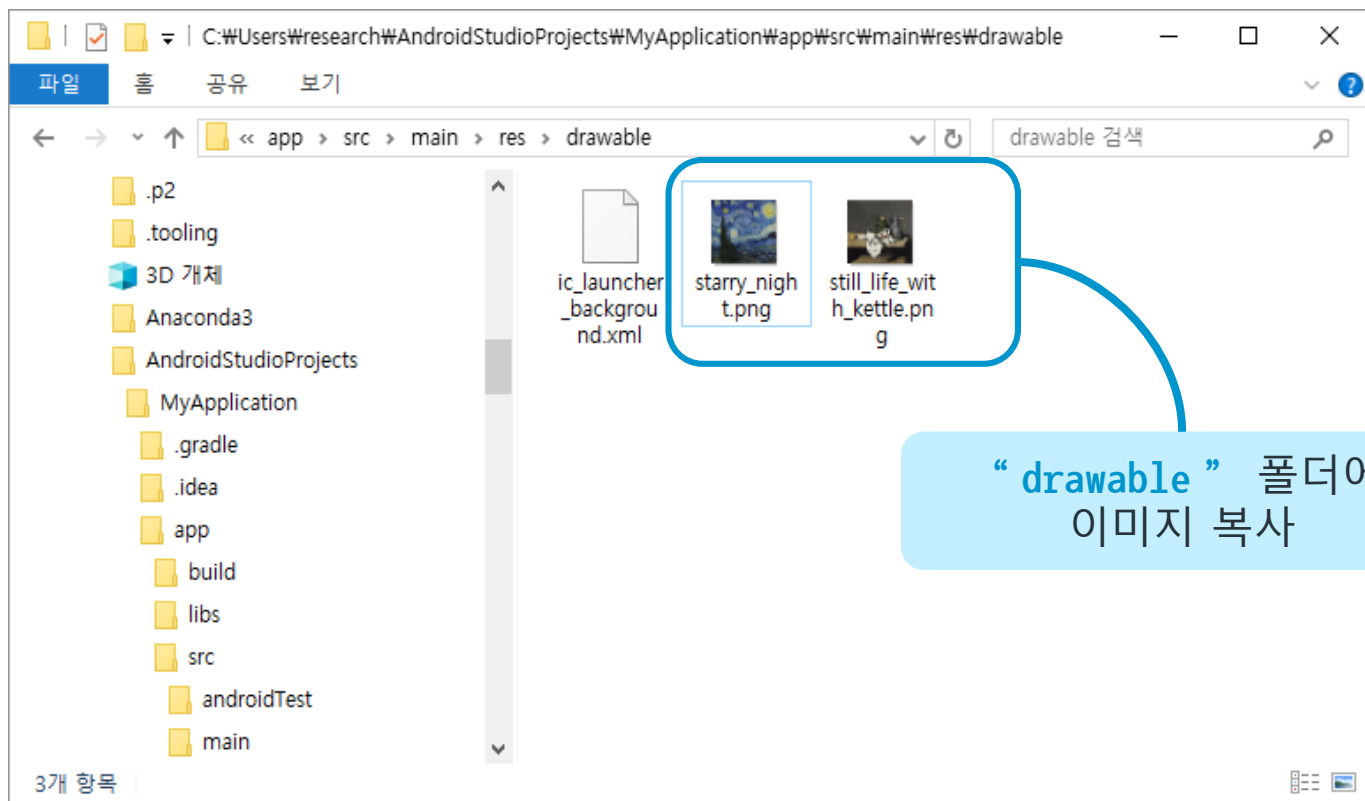 C:₩Users₩research₩AndroidStudioProjects₩MyApplication₩app₩src₩main₩res₩drawable
파일 홈 공유 보기
« app › src › main › res › drawable
drawable 검색
.p2
.tooling
3D 개체
Anaconda3
AndroidStudioProjects
MyApplication
.gradle
.idea
app
build
libs
src
androidTest
main
ic_launcher
_backgrou
nd.xml
starry_nigh
t.png
still_life_wit
h_kettle.pn
g
“ drawable ” 폴더에
이미지 복사
3개 항목